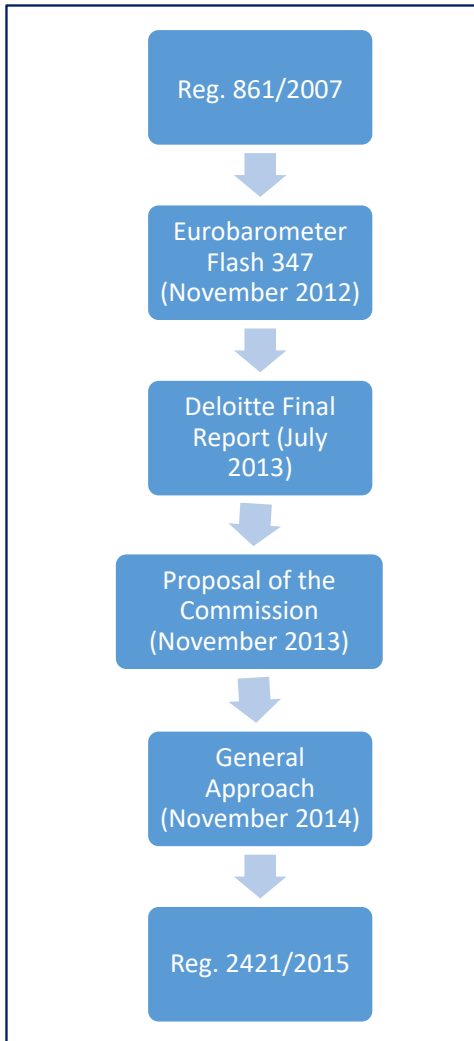 Reg. 861/2007
Eurobarometer
Flash 347
(November 2012)
Deloitte Final
Report (July
2013)
Proposal of the
Commission
(November 2013)
General
Approach
(November 2014)
Reg. 2421/2015